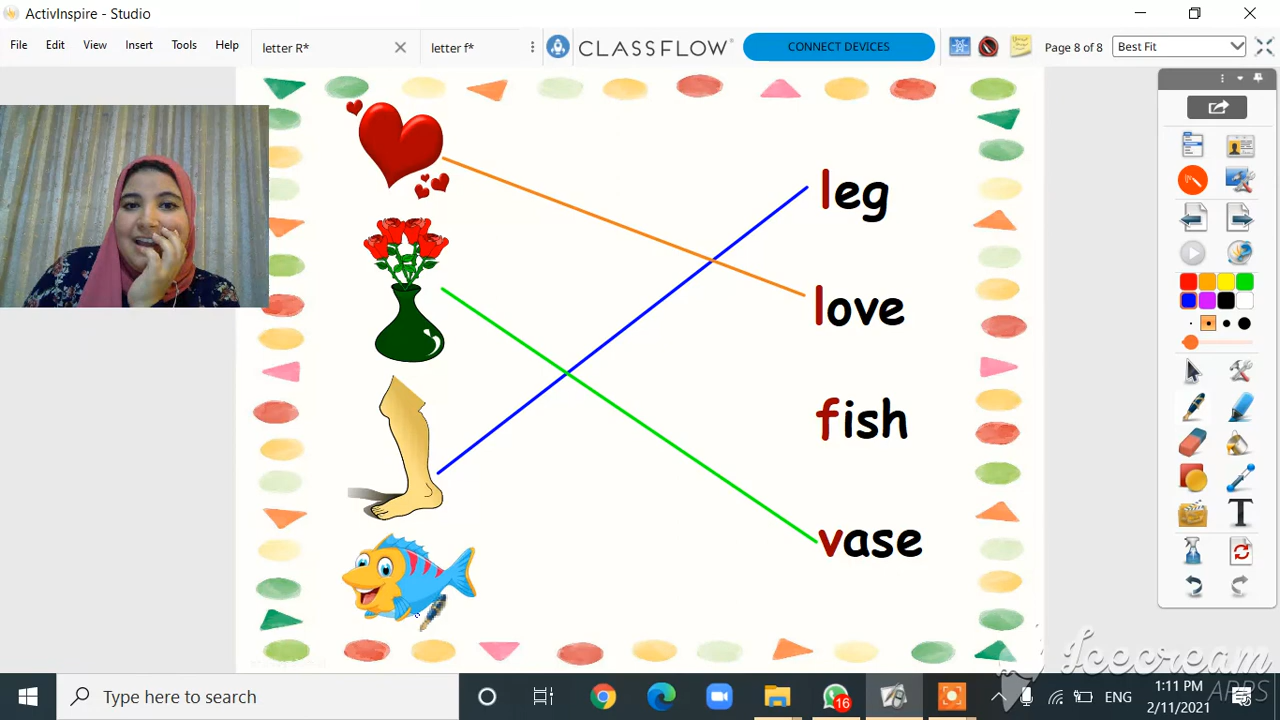 ActivInspire - Studio
File Edit View Insert Tools Help
letter R*
letter f*
CLASSFLOW
CONNECT DEVICES
Page 8 of 8
Best Fit
leg
love
fish
vase
T
Icecream
APPS
Type here to search
16
ENG
1:11 PM
2/11/2021